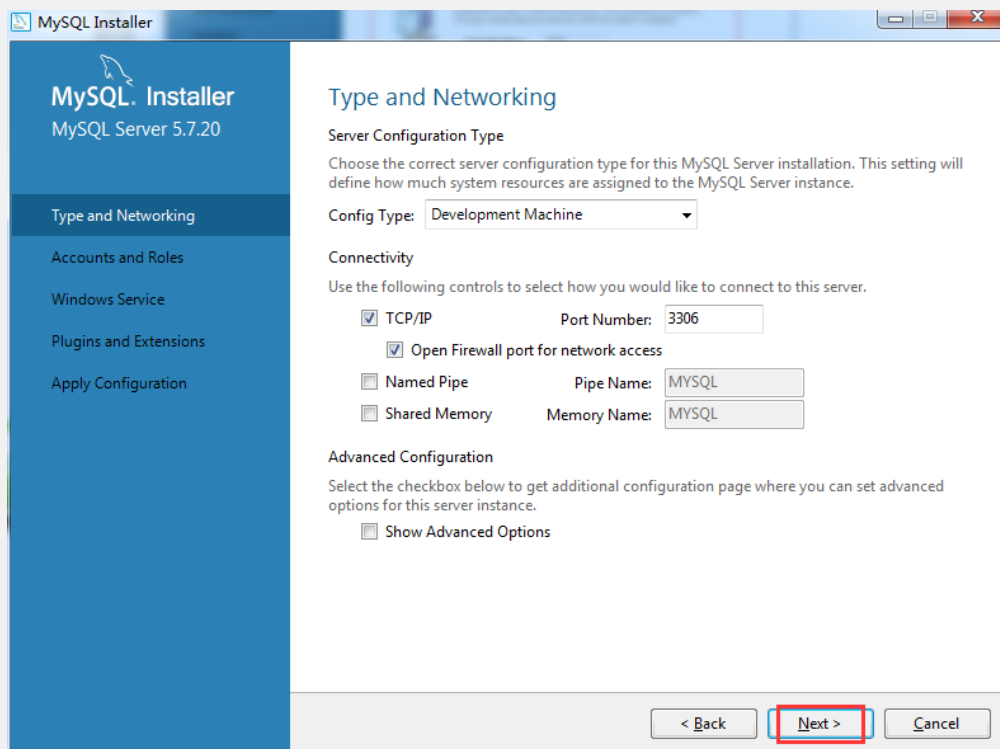 MySQL Installer
MySQL. Installer
MySQL Server 5.7.20
Type and Networking
Accounts and Roles
Windows Service
Plugins and Extensions
Apply Configuration
Type and Networking
Server Configuration Type
Choose the correct server configuration type for this MySQL Server installation. This setting will
define how much system resources are assigned to the MySQL Server instance.
Config Type: Development Machine
Connectivity
Use the following controls to select how you would like to connect to this server.
TCP/IP Port Number: 3306
Open Firewall port for network access
Named Pipe Pipe Name: MYSQL
Shared Memory Memory Name: MYSQL
Advanced Configuration
Select the checkbox below to get additional configuration page where you can set advanced
options for this server instance.
Show Advanced Options
< Back Next > Cancel